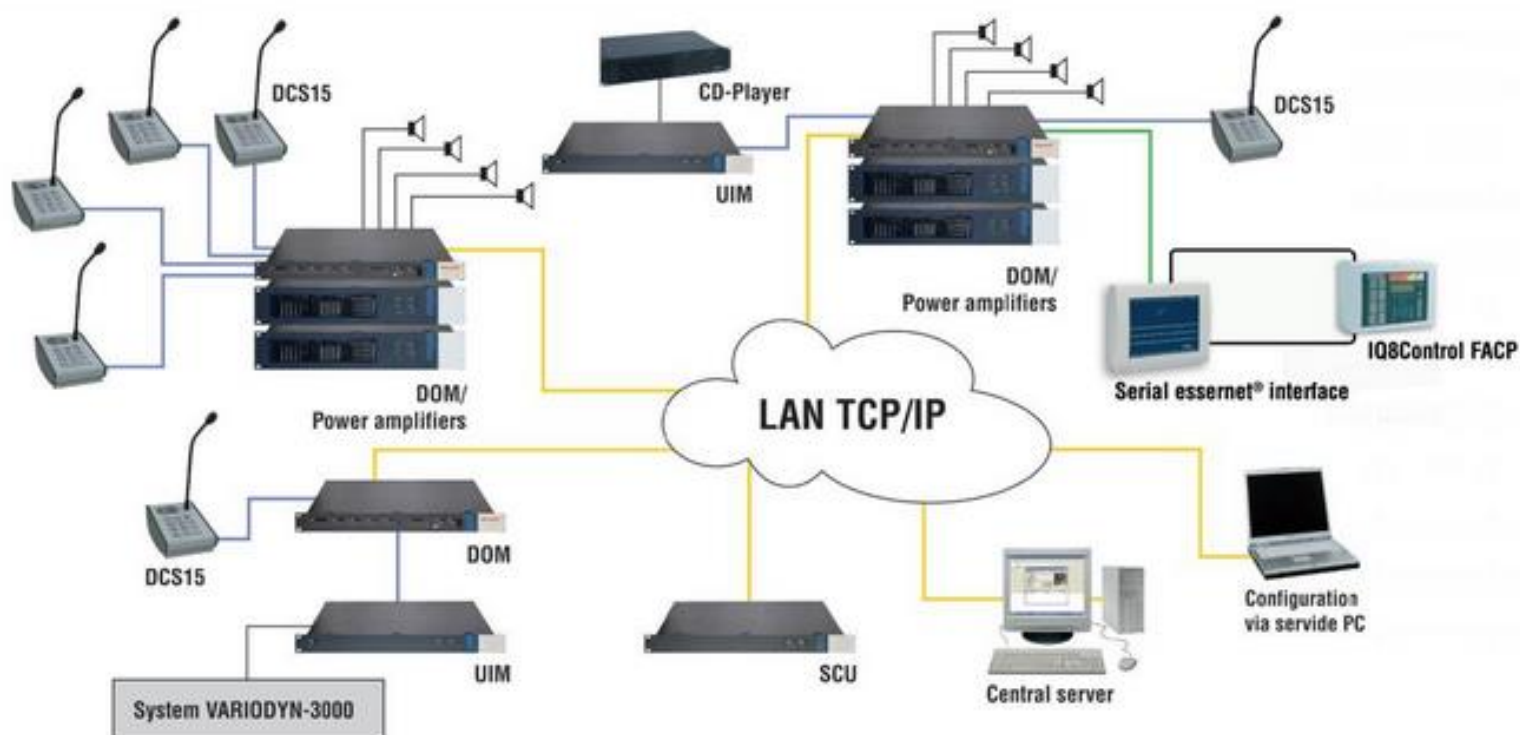 DCS15
CD-Player
DCS15
UIM
DOM/
Power amplifiers
IQ8Control FACP
Serial essernet® interface
DOM/
Power amplifiers
LAN TCP/IP
DCS15
DOM
UIM
SCU
Central server
Configuration
via servide PC
System VARIODYN-3000